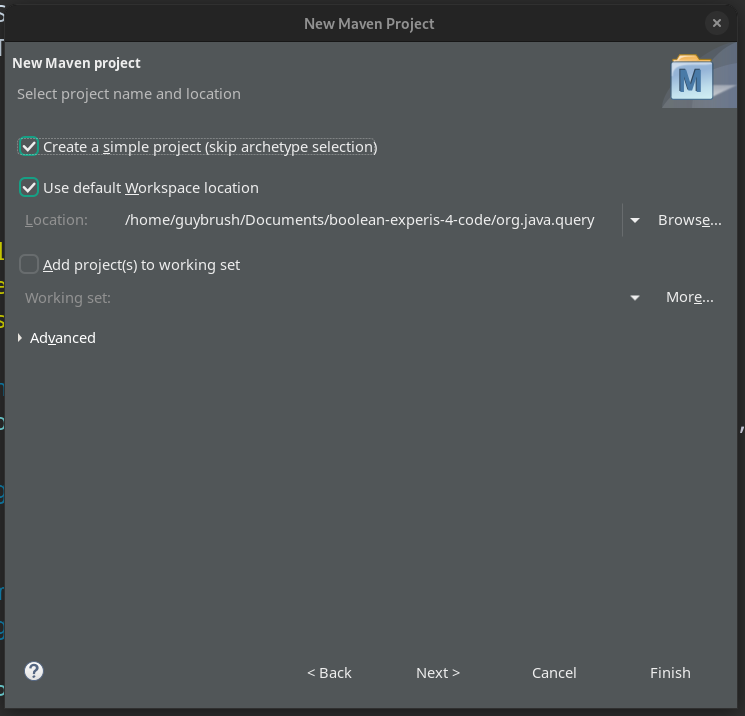 New Maven Project
New Maven project
Select project name and location
M
Create a simple project (skip archetype selection)
Use default Workspace location
Location: /home/guybrush/Documents/boolean-experis-4-code/org.java.query Browse...
Add project(s) to working set
Working set: More...
Advanced
? < Back Next > Cancel Finish